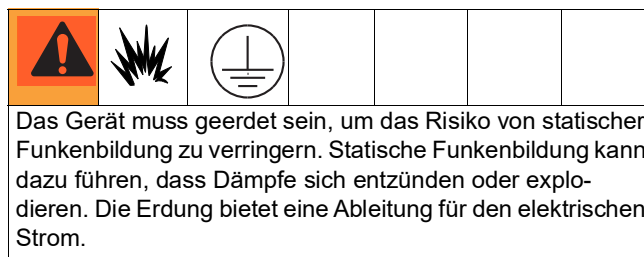 Das Gerät muss geerdet sein, um das Risiko von statischer
Funkenbildung zu verringern. Statische Funkenbildung kann
dazu führen, dass Dämpfe sich entzünden oder explo-
dieren. Die Erdung bietet eine Ableitung für den elektrischen
Strom.